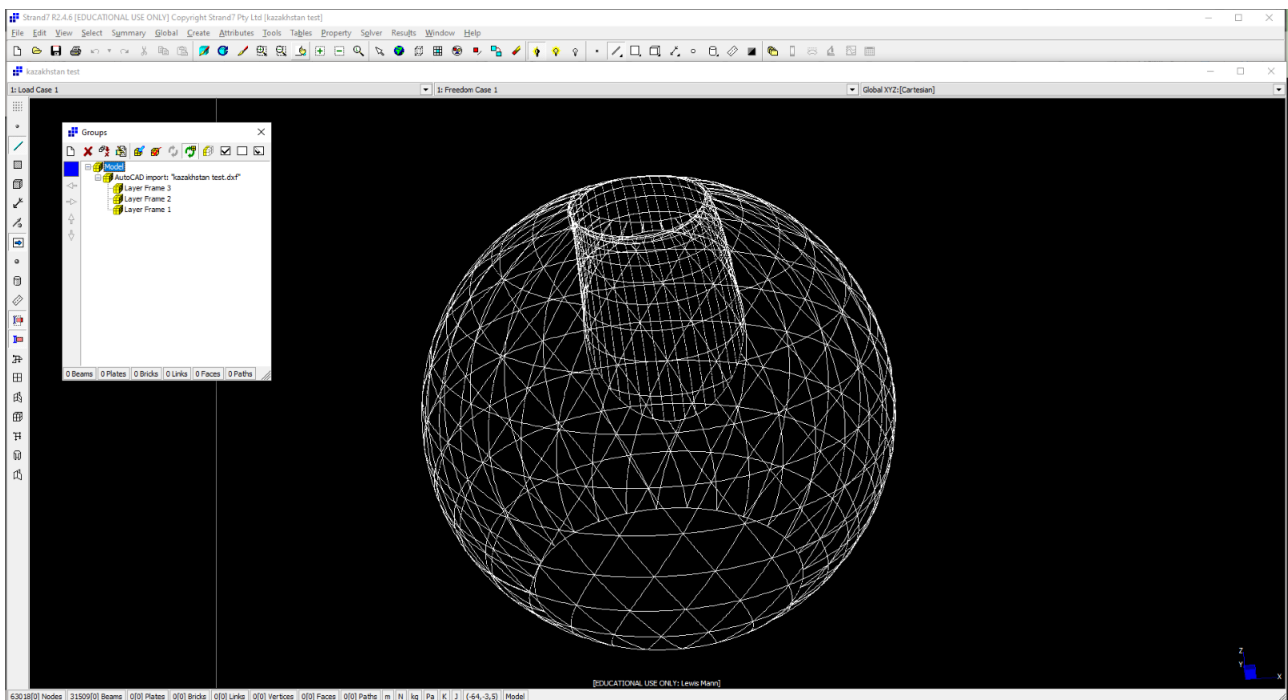 Strand7 R2.4.6 [EDUCATIONAL USE ONLY] Copyright Strand7 Pty Ltd [kazakhstan test]
File Edit View Select Summary Global Create Attributes Tools Tables Property Solver Results Window Help
kazakhstan test
1: Load Case 1 1: Freedom Case 1 Global XYZ:[Cartesian]
Groups
Model
AutoCAD import: "kazakhstan test.dxf"
Layer Frame 3
Layer Frame 2
Layer Frame 1
0 Beams 0 Plates 0 Bricks 0 Links 0 Faces 0 Paths
Z
Y
X
[EDUCATIONAL USE ONLY: Lewis Mann]
63018[0] Nodes 31509[0] Beams 0[0] Plates 0[0] Bricks 0[0] Links 0[0] Vertices 0[0] Faces 0[0] Paths m N kg Pa K J (-64,-3,5) Model